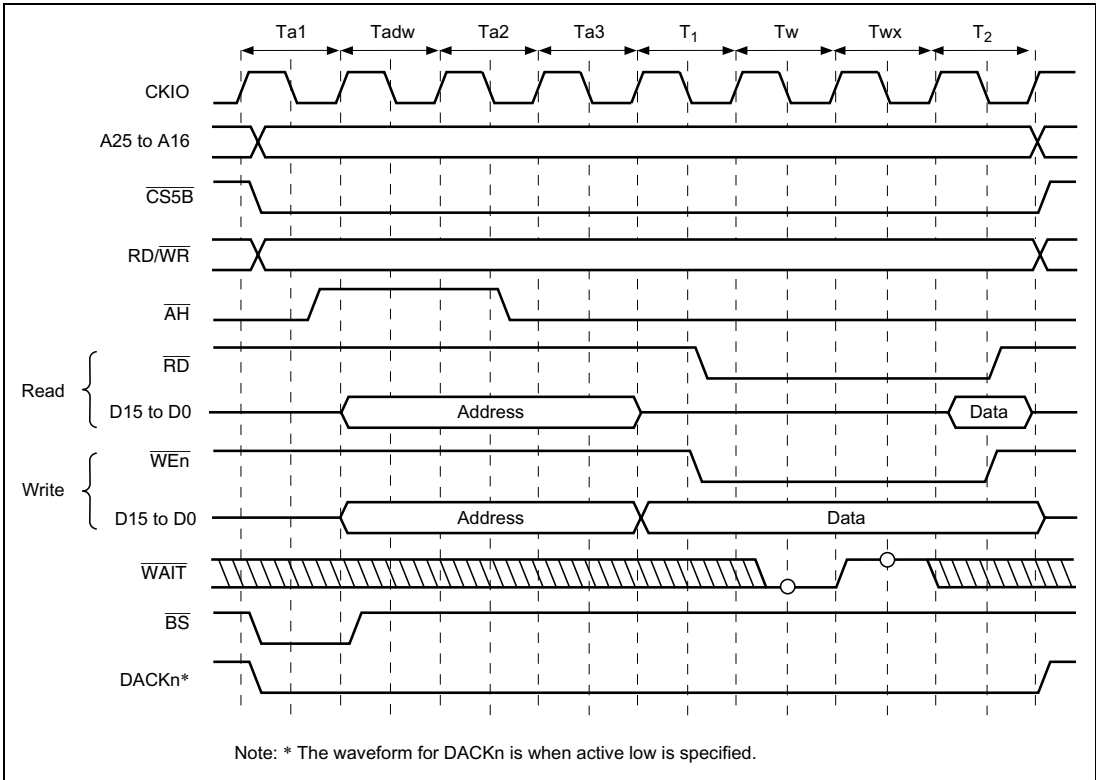 Ta1 Tadw Ta2 Ta3 T1 Tw Twx T2
CKIO
A25 to A16
CS5B
RD/WR
AH
RD
Read
D15 to D0 Address Data
WEn
Write
D15 to D0 Address Data
WAIT
BS
DACKn*
Note: * The waveform for DACKn is when active low is specified.